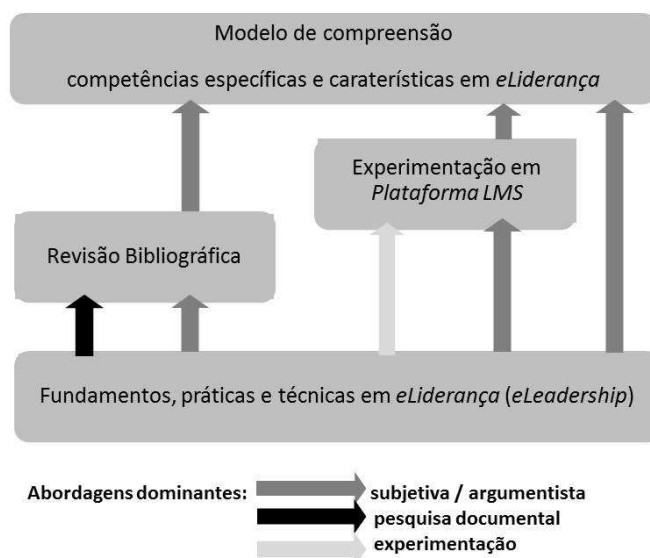 Modelo de compreensão
competências específicas e caraterísticas em eLiderança
Experimentação em
Plataforma LMS
Revisão Bibliográfica
Fundamentos, práticas e técnicas em eLiderança (eLeadership)
Abordagens dominantes:
subjetiva / argumentista
pesquisa documental
experimentação